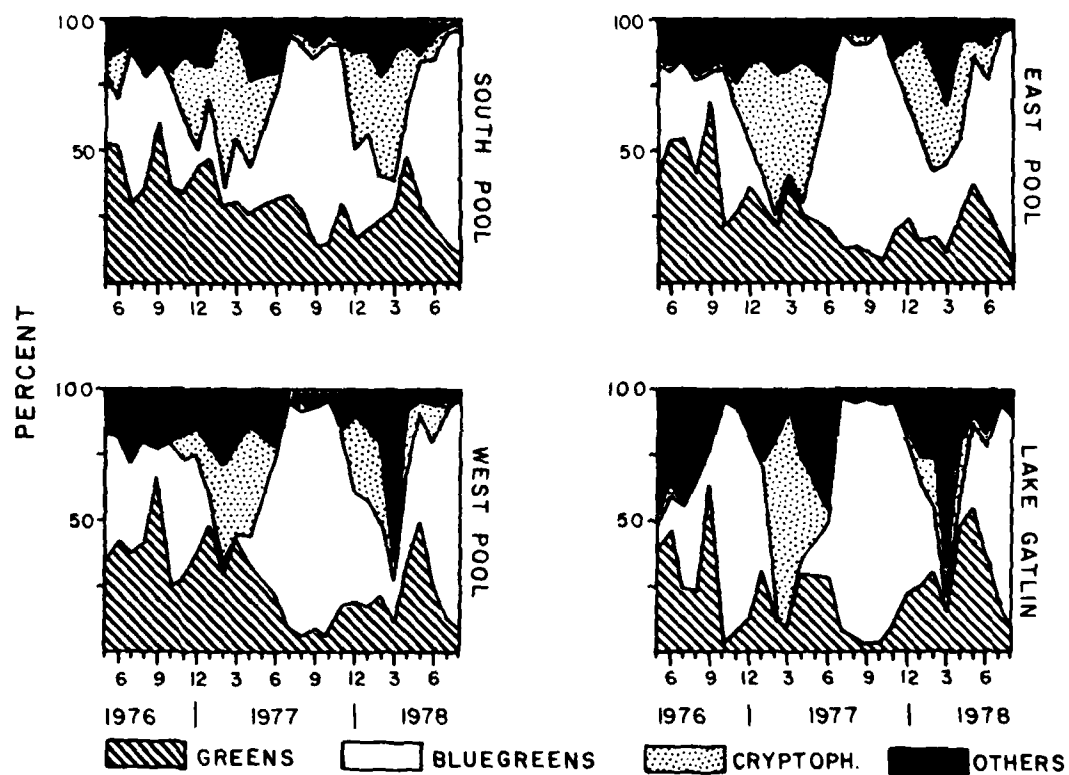 PERCENT
100
50
6 9 12 3 6 9 12 3 6
SOUTH POOL
100
50
6 9 12 3 6 9 12 3 6
EAST POOL
100
50
6 9 12 3 6 9 12 3 6
WEST POOL
100
50
6 9 12 3 6 9 12 3 6
LAKE GATLIN
1976 | 1977 | 1978
1976 | 1977 | 1978
GREENS BLUEGREENS CRYPTOPH. OTHERS